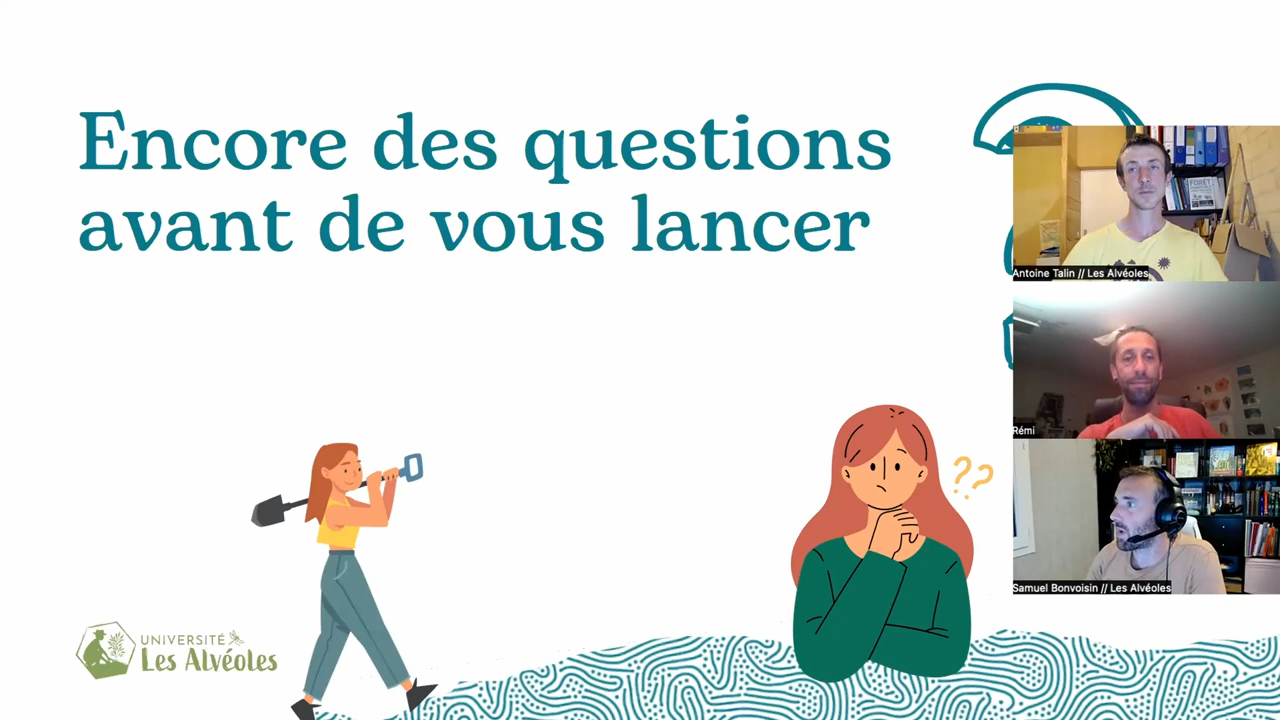 Encore des questions
avant de vous lancer
??
UNIVERSITÉ
Les Alvéoles
Antoine Talin // Les Alvéoles
Rémi
Samuel Bonvoisin // Les Alvéoles
FORÊT